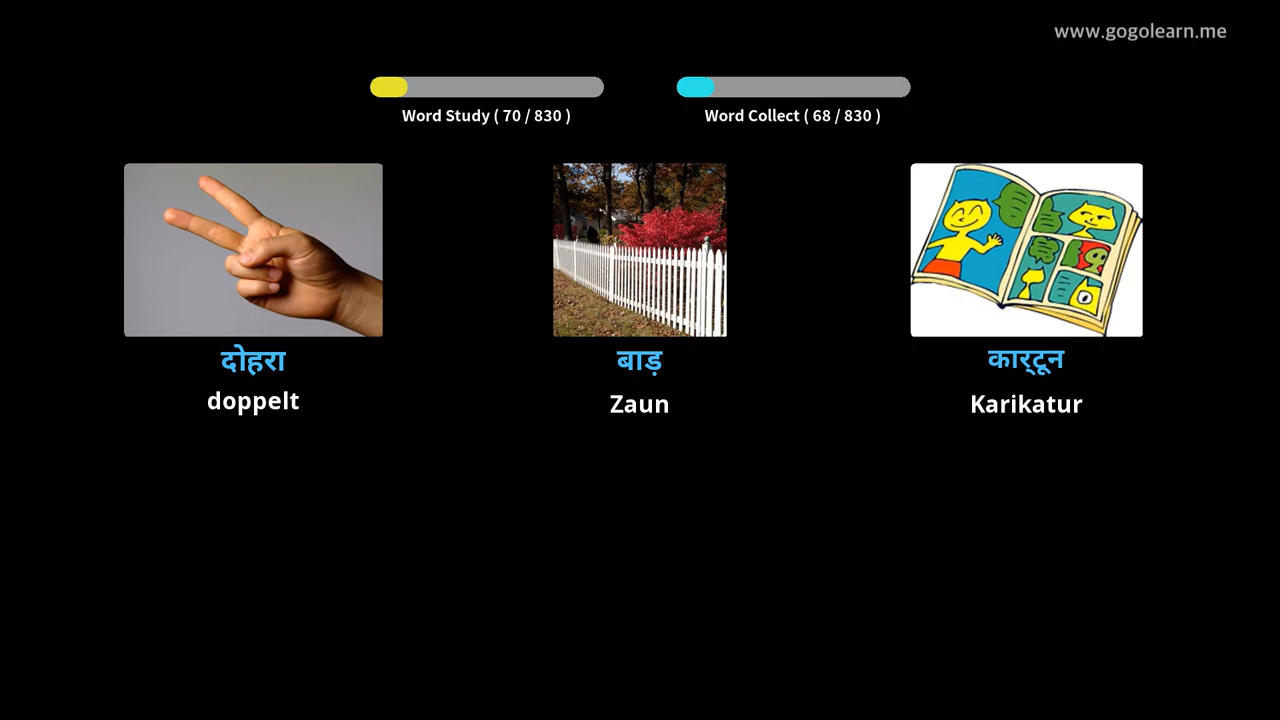 www.gogolearn.me
Word Study ( 70 / 830 )
Word Collect ( 68 / 830 )
दोहरा
बाड़
कार्‌टून
doppelt
Zaun
Karikatur